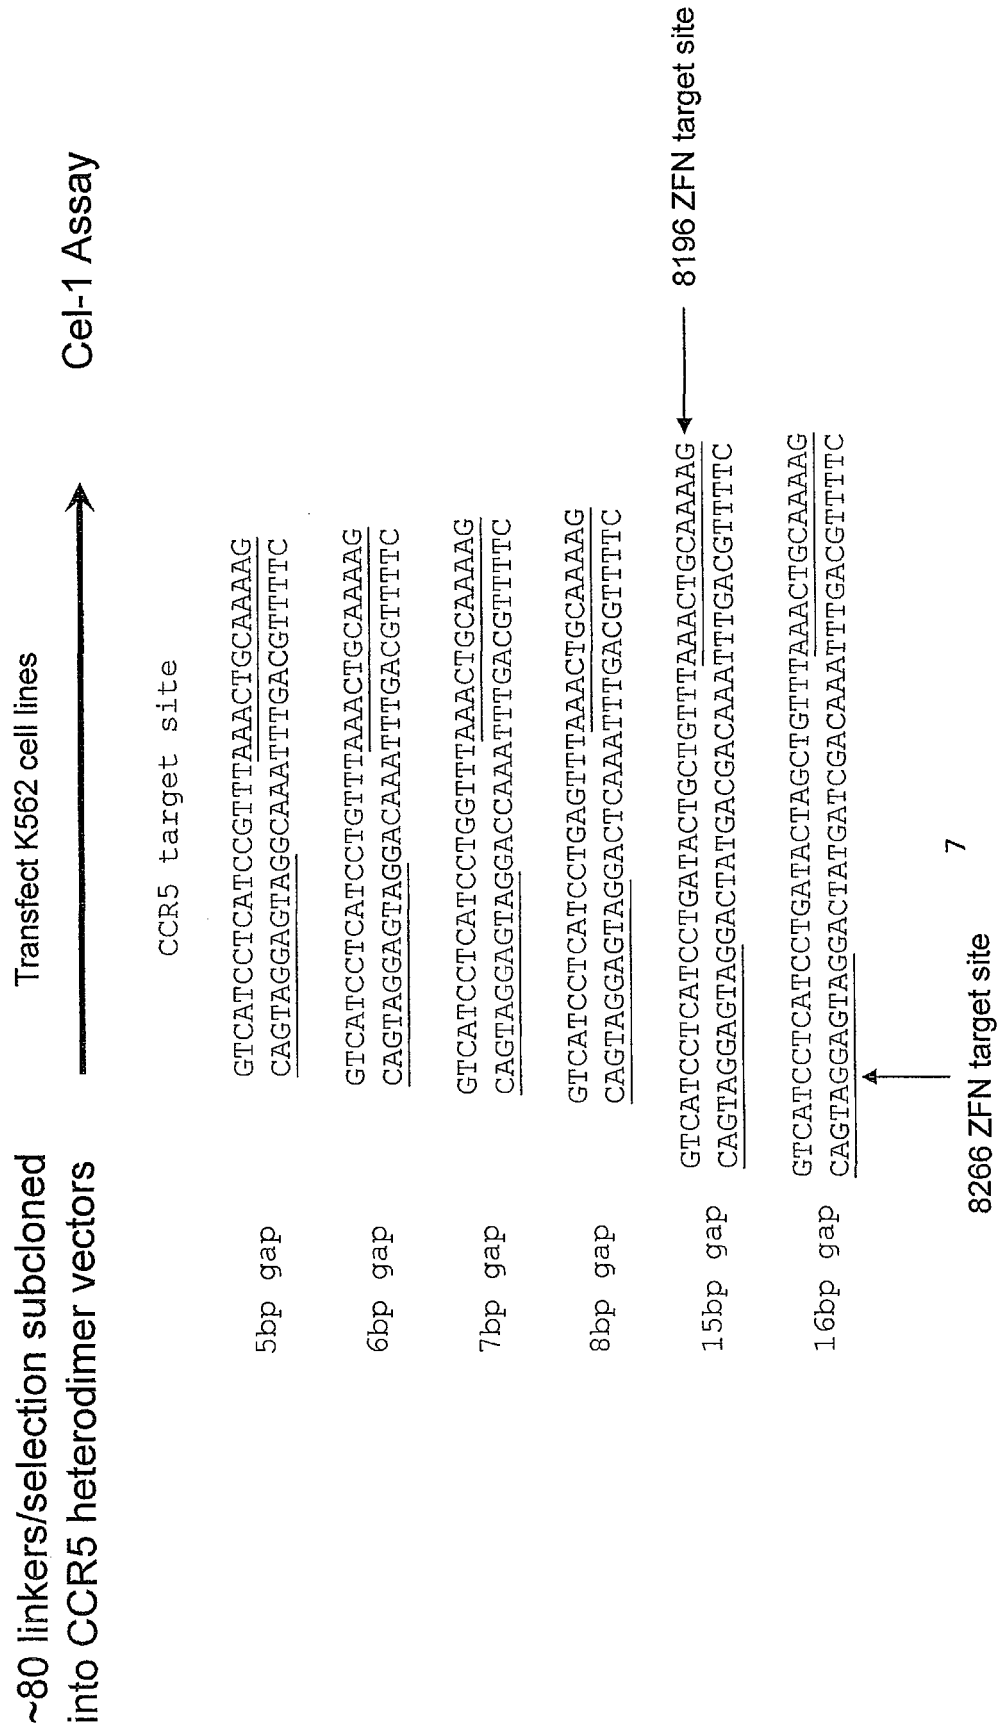 ~80 linkers/selection subcloned
into CCR5 heterodimer vectors
Transfect K562 cell lines
Cel-1 Assay
CCR5 target site
5bp gap
GTCATCCTCATCCGTTTAAACTGCAAAAG
CAGTAGGAGTAGGCAAATTTGACGTTTTC
6bp gap
GTCATCCTCATCCTGTTTAAACTGCAAAAG
CAGTAGGAGTAGGACAAATTTGACGTTTTC
7bp gap
GTCATCCTCATCCTGGTTTAAACTGCAAAAG
CAGTAGGAGTAGGACCAAATTTGACGTTTTC
8bp gap
GTCATCCTCATCCTGAGTTTAAACTGCAAAAG
CAGTAGGAGTAGGACTCAAATTTGACGTTTTC
15bp gap
GTCATCCTCATCCTGATACTGCTGTTTAAACTGCAAAAG
CAGTAGGAGTAGGACTATGACGACAAATTTGACGTTTTC
8196 ZFN target site
16bp gap
GTCATCCTCATCCTGATACTAGCTGTTTAAACTGCAAAAG
CAGTAGGAGTAGGACTATGATCGACAAATTTGACGTTTTC
8266 ZFN target site
7